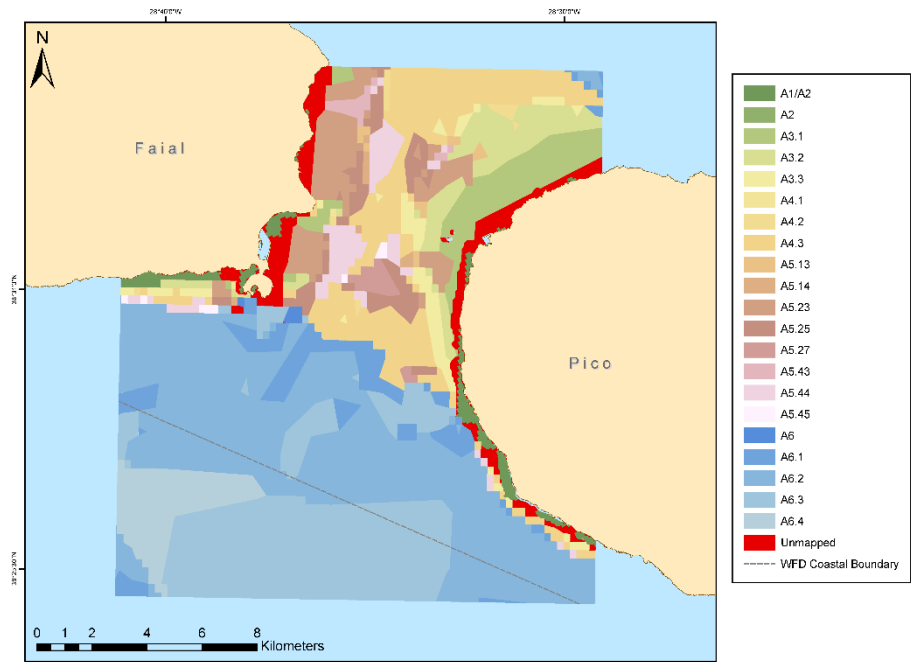 28°40'0"W
28°30'0"W
N
Faial
Pico
0 1 2 4 6 8
Kilometers
A1/A2
A2
A3.1
A3.2
A3.3
A4.1
A4.2
A4.3
A5.13
A5.14
A5.23
A5.25
A5.27
A5.43
A5.44
A5.45
A6
A6.1
A6.2
A6.3
A6.4
Unmapped
WFD Coastal Boundary